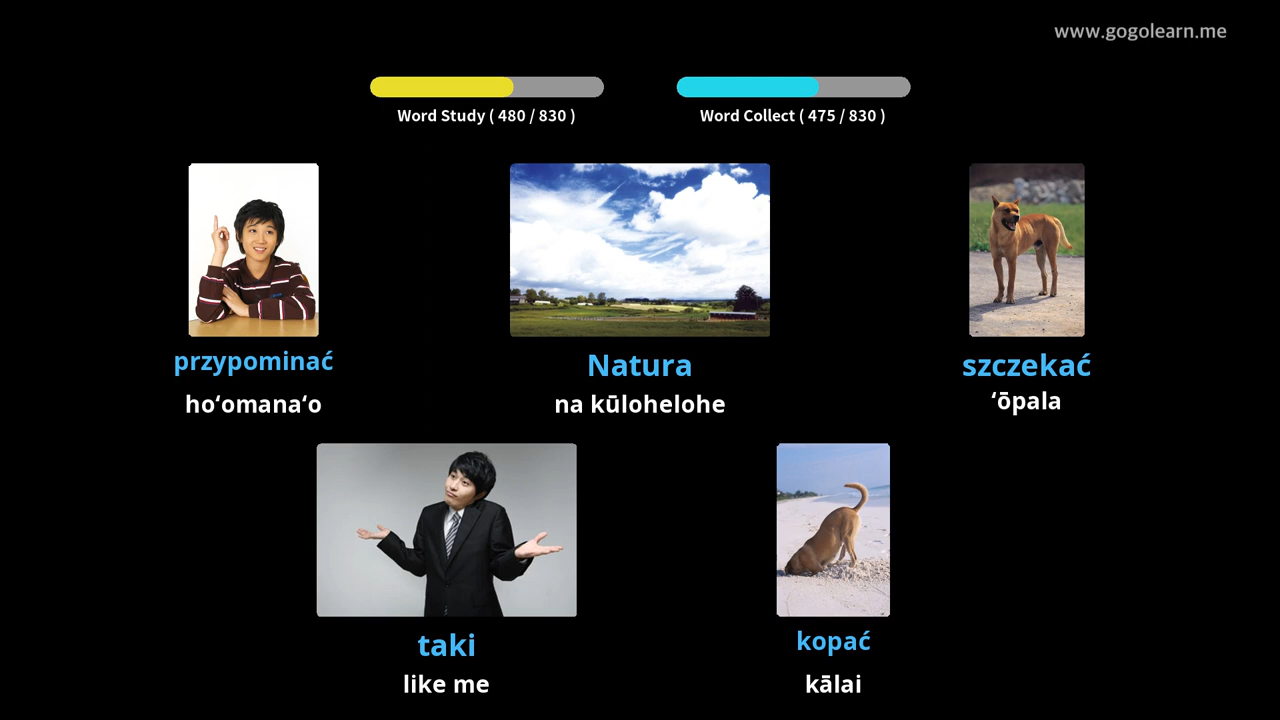 www.gogolearn.me
Word Study ( 480 / 830 )
Word Collect ( 475 / 830 )
przypominać
hoʻomanaʻo
Natura
na kūlohelohe
szczekać
ʻōpala
taki
like me
kopać
kālai